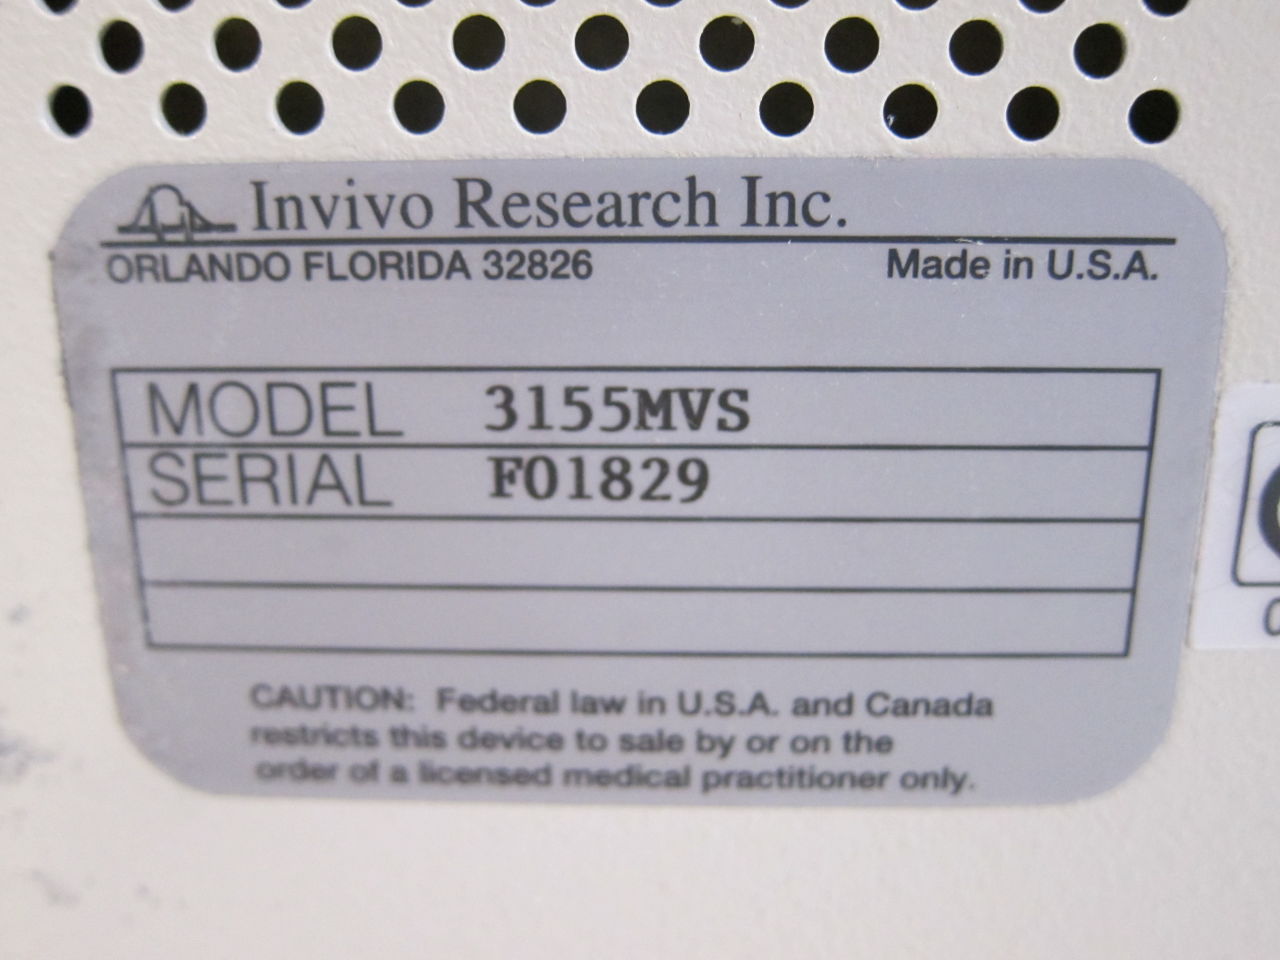 Invivo Research Inc.
ORLANDO FLORIDA 32826 Made in U.S.A.
MODEL 3155MVS
SERIAL F01829
CAUTION: Federal law in U.S.A. and Canada
restricts this device to sale by or on the
order of a licensed medical practitioner only.